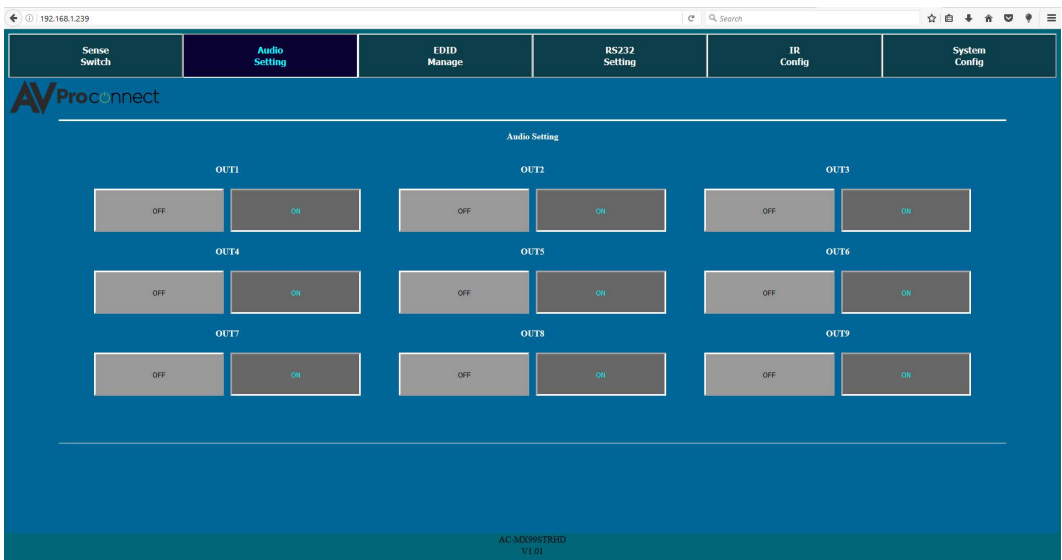 192.168.1.239
Search
Sense
Switch
Audio
Setting
EDID
Manage
RS232
Setting
IR
Config
System
Config
AVProconnect
Audio Setting
OUT1
OUT2
OUT3
OFF
ON
OFF
ON
OFF
ON
OUT4
OUT5
OUT6
OFF
ON
OFF
ON
OFF
ON
OUT7
OUT8
OUT9
OFF
ON
OFF
ON
OFF
ON
AC-MX99STRHD
V1.01